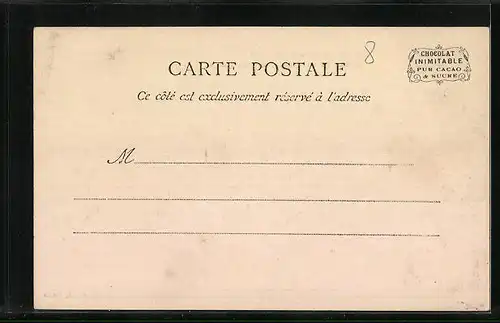 8
CHOCOLAT
INIMITABLE
PUR CACAO
& SUCRE
CARTE POSTALE
Ce côté est exclusivement réservé à l'adresse
M